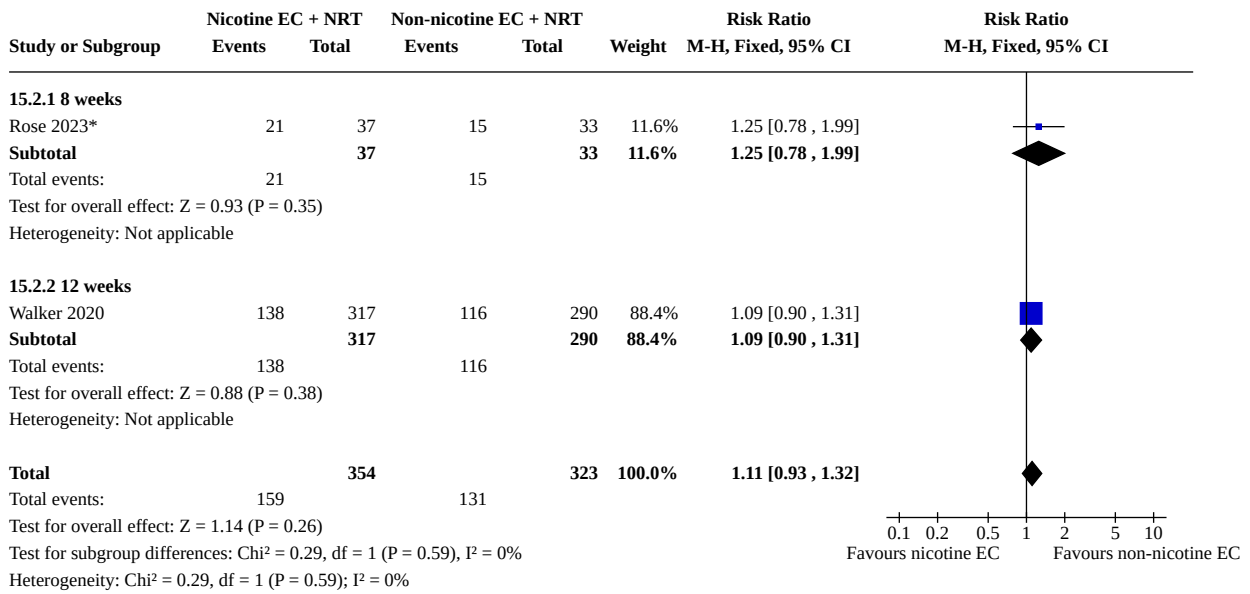 Nicotine EC + NRT Non-nicotine EC + NRT Risk Ratio Risk Ratio
Study or Subgroup Events Total Events Total Weight M-H, Fixed, 95% CI M-H, Fixed, 95% CI
15.2.1 8 weeks
Rose 2023* 21 37 15 33 11.6% 1.25 [0.78 , 1.99]
Subtotal 37 33 11.6% 1.25 [0.78 , 1.99]
Total events: 21 15
Test for overall effect: Z = 0.93 (P = 0.35)
Heterogeneity: Not applicable
15.2.2 12 weeks
Walker 2020 138 317 116 290 88.4% 1.09 [0.90 , 1.31]
Subtotal 317 290 88.4% 1.09 [0.90 , 1.31]
Total events: 138 116
Test for overall effect: Z = 0.88 (P = 0.38)
Heterogeneity: Not applicable
Total 354 323 100.0% 1.11 [0.93 , 1.32]
Total events: 159 131
Test for overall effect: Z = 1.14 (P = 0.26)
0.1 0.2 0.5 1 2 5 10
Test for subgroup differences: Chi² = 0.29, df = 1 (P = 0.59), I² = 0%
Favours nicotine EC Favours non-nicotine EC
Heterogeneity: Chi² = 0.29, df = 1 (P = 0.59); I² = 0%